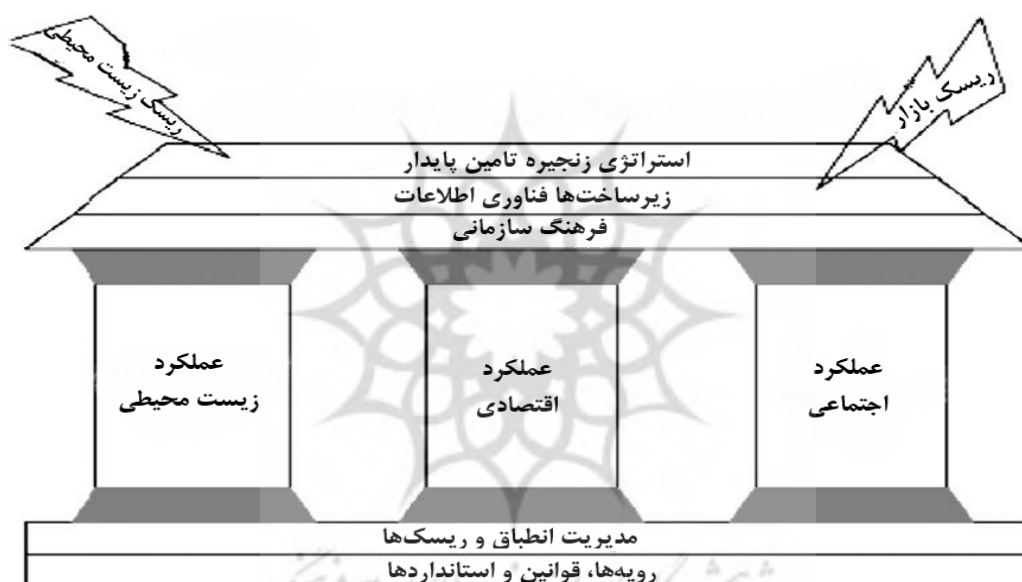 ریسک زیست محیطی
ریسک بازار
استراتژی زنجیره تامین پایدار
زیرساخت‌ها فناوری اطلاعات
فرهنگ سازمانی
عملکرد
اجتماعی
عملکرد
اقتصادی
عملکرد
زیست محیطی
مدیریت انطباق و ریسک‌ها
رویه‌ها، قوانین و استانداردها